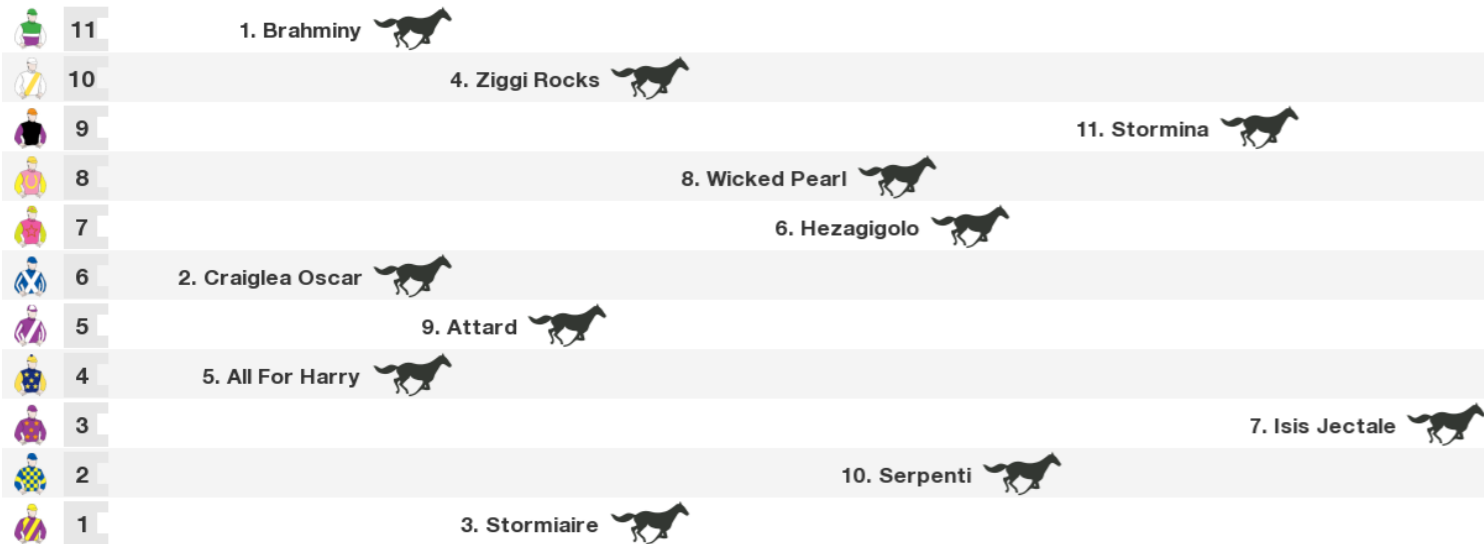 11 1. Brahminy
10 4. Ziggi Rocks
9 11. Stormina
8 8. Wicked Pearl
7 6. Hezagigolo
6 2. Craiglea Oscar
5 9. Attard
4 5. All For Harry
3 7. Isis Jectale
2 10. Serpenti
1 3. Stormiaire